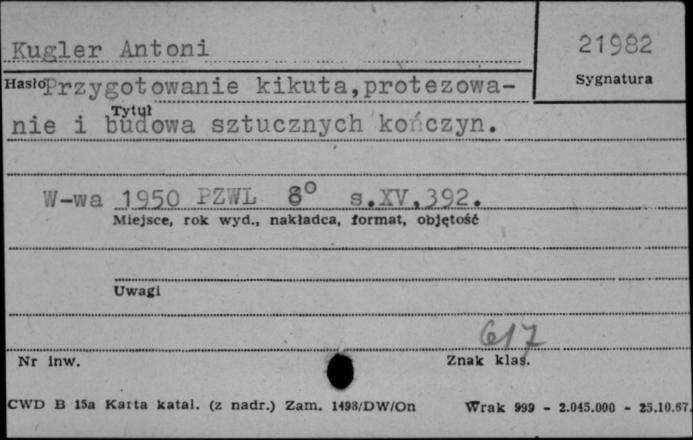 Kugler Antoni
21982
Hasło
Sygnatura
Przygotowanie kikuta,protezowa-
Tytuł
nie i budowa sztucznych kończyn.
W-wa 1950 PZWL 8° s.XV,392.
Miejsce, rok wyd., nakładca, format, objętość
Uwagi
617
Nr inw.
Znak klas.
CWD B 15a Karta katal. (z nadr.) Zam. 1498/DW/On Wrak 999 - 2.045.000 - 25.10.67.